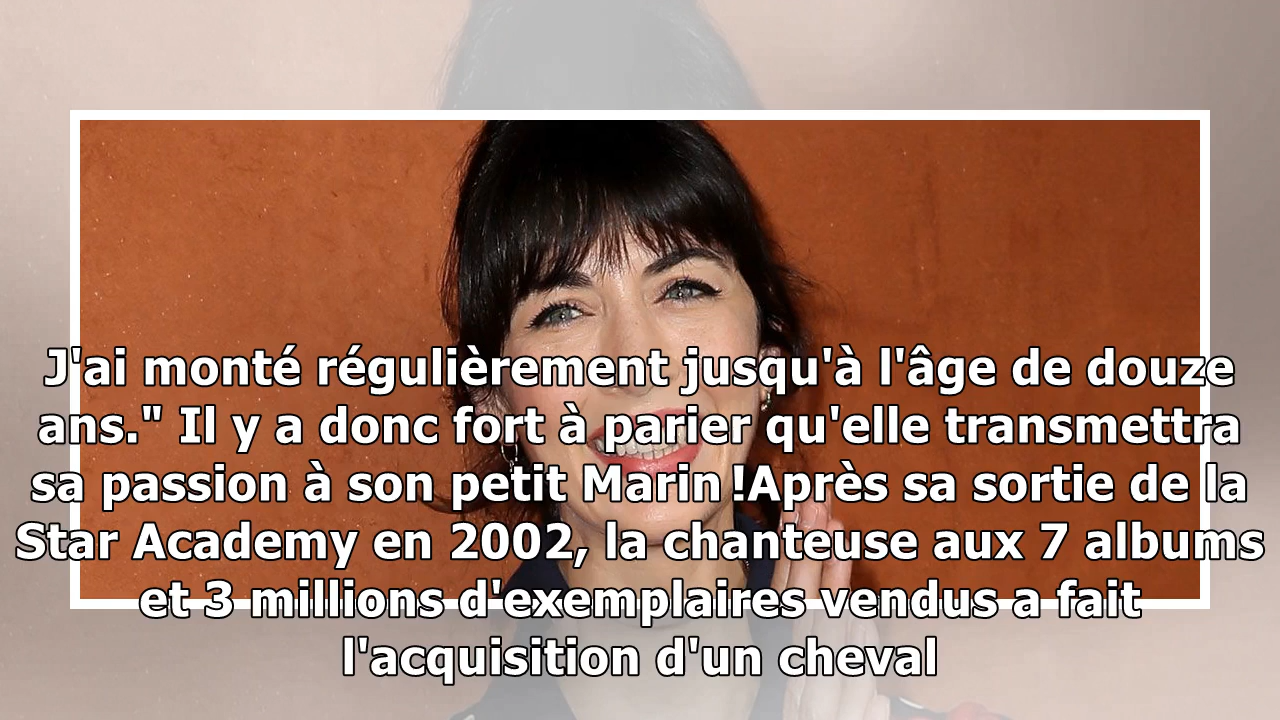 J'ai monté régulièrement jusqu'à l'âge de douze
ans." Il y a donc fort à parier qu'elle transmettra
sa passion à son petit Marin !Après sa sortie de la
Star Academy en 2002, la chanteuse aux 7 albums
et 3 millions d'exemplaires vendus a fait
l'acquisition d'un cheval